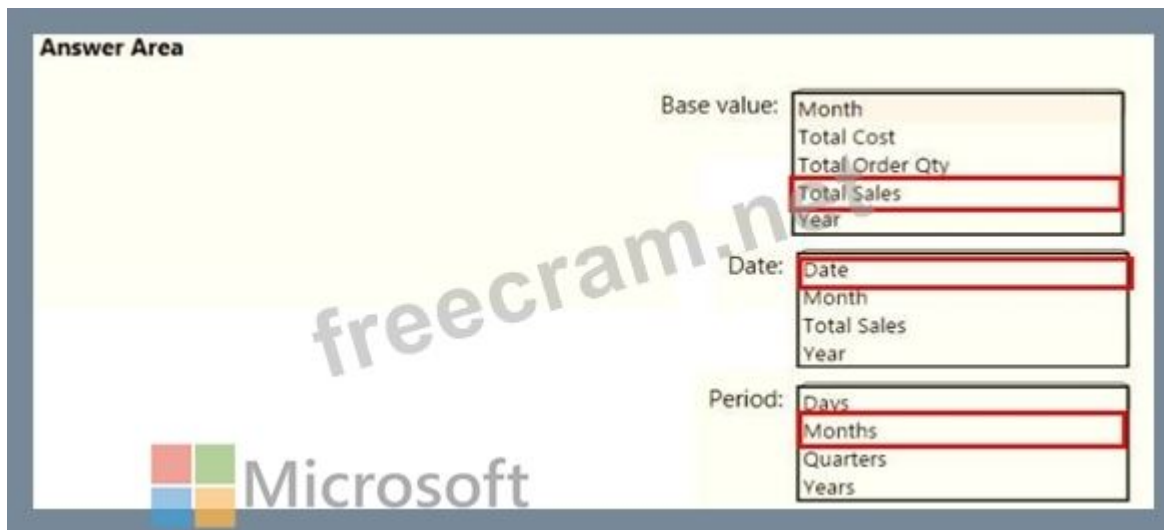 Answer Area
Base value:
Month
Total Cost
Total Order Qty
Total Sales
Year
Date:
Date
Month
Total Sales
Year
Period:
Days
Months
Quarters
Years
freecram.net
Microsoft